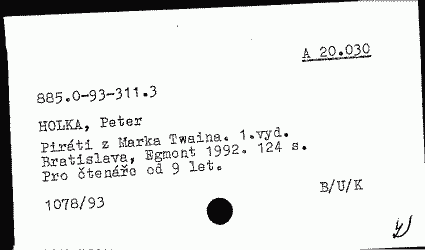 A 20.030
885.0-93-311.3
HOLKA, Peter
Piráti z Marka Twaina. 1.vyd.
Bratislava, Egmont 1992. 124 s.
Pro čtenáře od 9 let.
1078/93
B/U/K